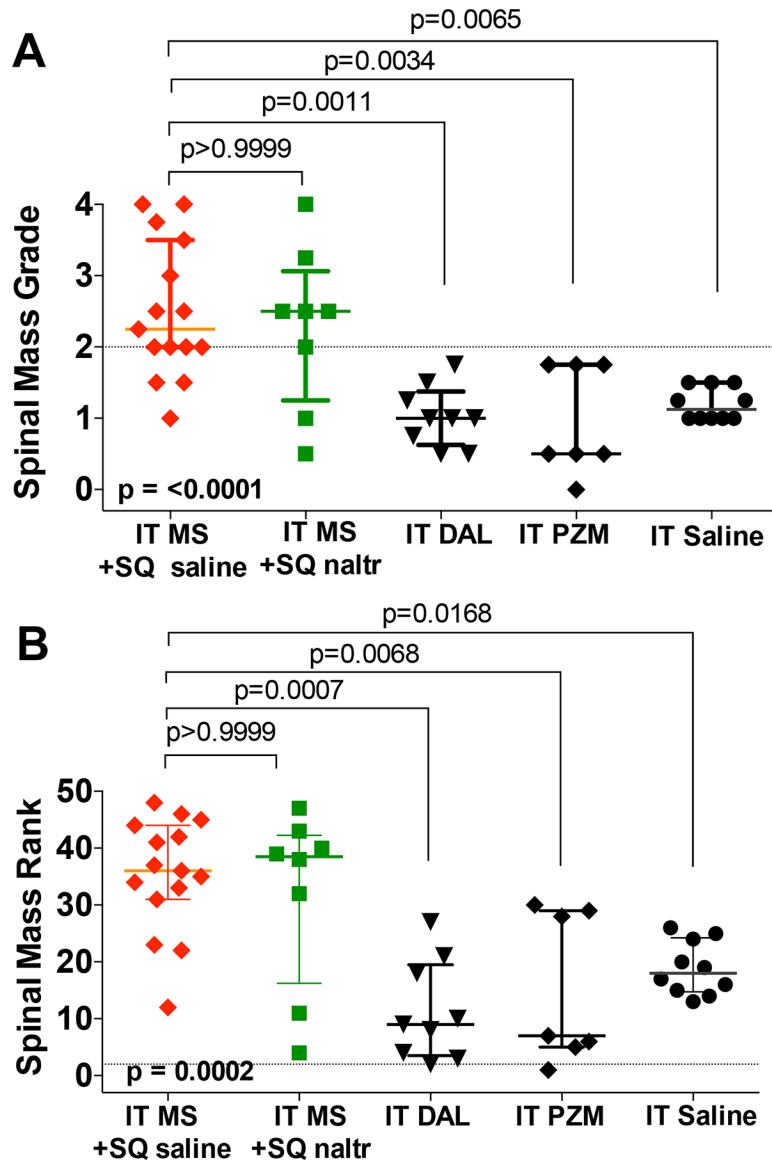 A
p=0.0065
p=0.0034
p=0.0011
p>0.9999
Spinal Mass Grade
4
3
2
1
0
p = <0.0001
IT MS
+SQ saline
IT MS
+SQ naltr
IT DAL
IT PZM
IT Saline
B
p=0.0168
p=0.0068
p=0.0007
p>0.9999
Spinal Mass Rank
50
40
30
20
10
0
p = 0.0002
IT MS
+SQ saline
IT MS
+SQ naltr
IT DAL
IT PZM
IT Saline